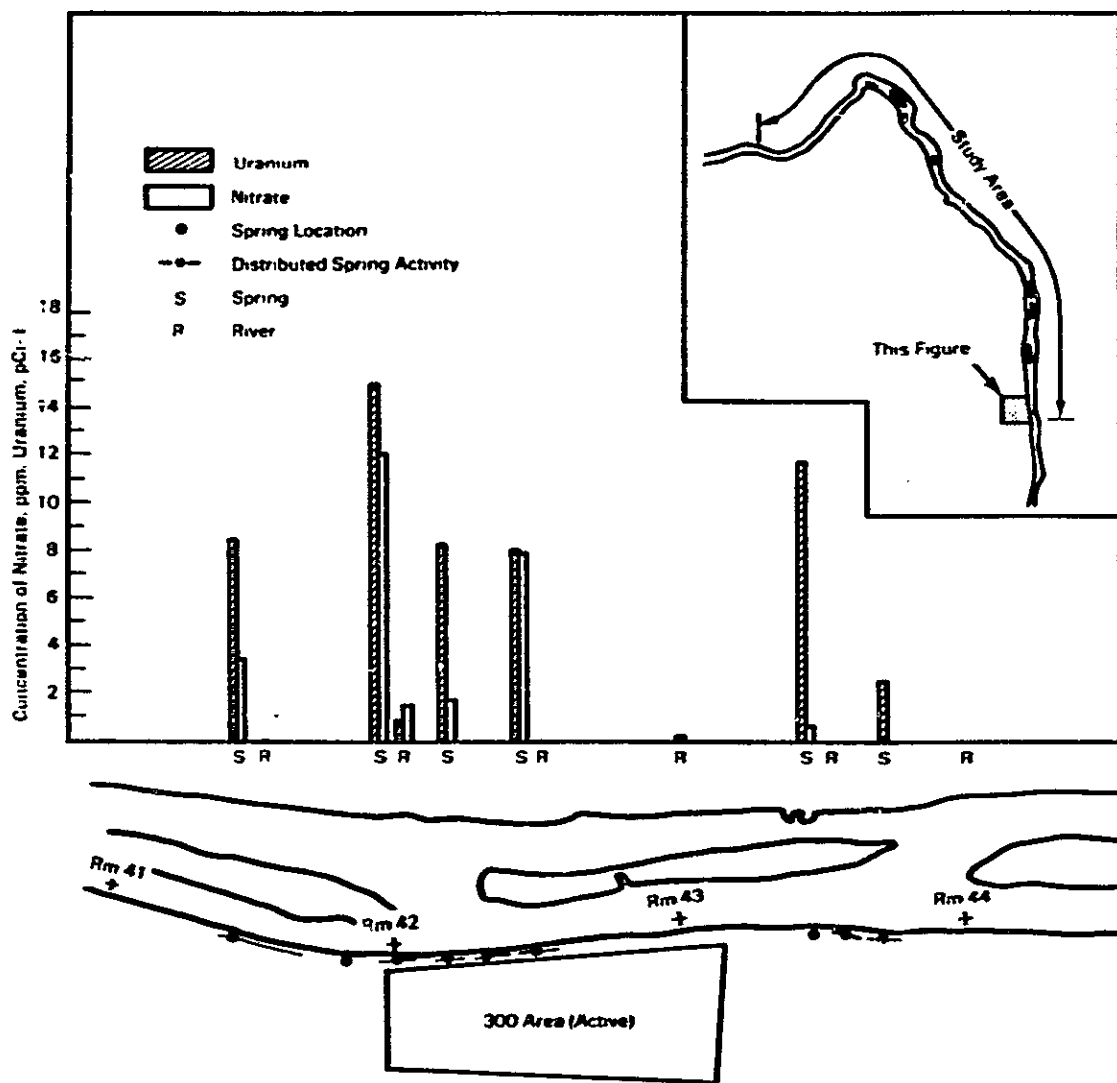 Uranium
Nitrate
Spring Location
Distributed Spring Activity
S Spring
R River
Study Area
This Figure
Concentration of Nitrate, ppm. Uranium, pCi-l
18
16
14
12
10
8
6
4
2
S R S R S S R R S R S R
Rm 41
Rm 42
Rm 43
Rm 44
300 Area (Active)